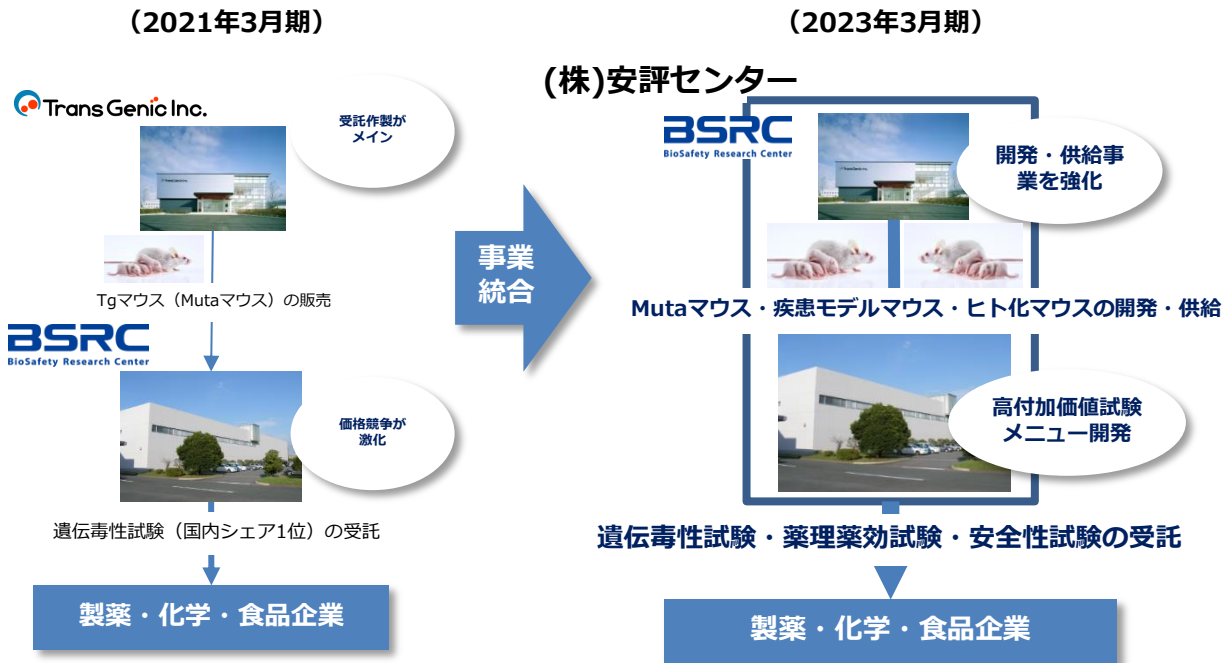 （2021年3月期）
Trans Genic Inc.
受託作製が
メイン
Tgマウス（Mutaマウス）の販売
BSRC
BioSafety Research Center
価格競争が
激化
遺伝毒性試験（国内シェア1位）の受託
製薬・化学・食品企業
事業
統合
（2023年3月期）
(株)安評センター
BSRC
BioSafety Research Center
開発・供給事
業を強化
Mutaマウス・疾患モデルマウス・ヒト化マウスの開発・供給
高付加価値試験
メニュー開発
遺伝毒性試験・薬理薬効試験・安全性試験の受託
製薬・化学・食品企業